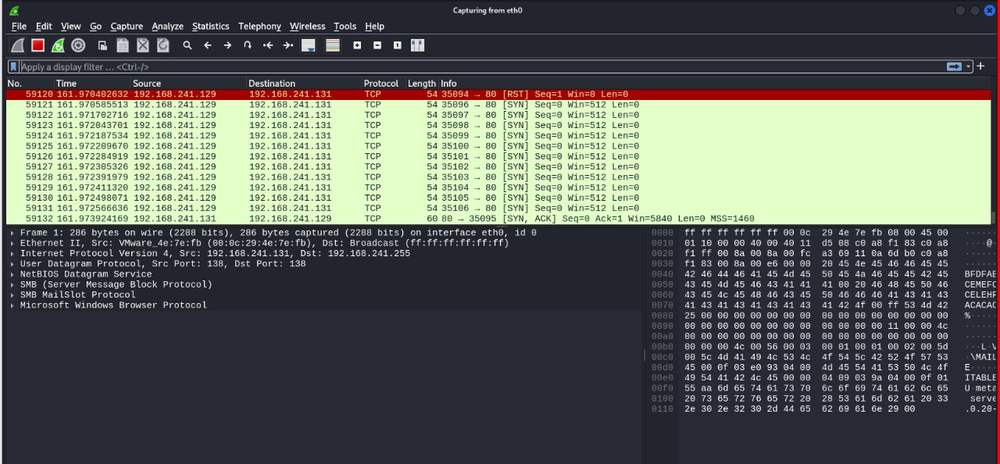 Capturing from eth0
File Edit View Go Capture Analyze Statistics Telephony Wireless Tools Help
Apply a display filter … <Ctrl-/>
No. Time Source Destination Protocol Length Info
59120 161.970402632 192.168.241.129 192.168.241.131 TCP 54 35094 → 80 [RST] Seq=1 Win=0 Len=0
59121 161.970585513 192.168.241.129 192.168.241.131 TCP 54 35096 → 80 [SYN] Seq=0 Win=512 Len=0
59122 161.971702716 192.168.241.129 192.168.241.131 TCP 54 35097 → 80 [SYN] Seq=0 Win=512 Len=0
59123 161.972043701 192.168.241.129 192.168.241.131 TCP 54 35098 → 80 [SYN] Seq=0 Win=512 Len=0
59124 161.972187534 192.168.241.129 192.168.241.131 TCP 54 35099 → 80 [SYN] Seq=0 Win=512 Len=0
59125 161.972209670 192.168.241.129 192.168.241.131 TCP 54 35100 → 80 [SYN] Seq=0 Win=512 Len=0
59126 161.972284919 192.168.241.129 192.168.241.131 TCP 54 35101 → 80 [SYN] Seq=0 Win=512 Len=0
59127 161.972305326 192.168.241.129 192.168.241.131 TCP 54 35102 → 80 [SYN] Seq=0 Win=512 Len=0
59128 161.972391979 192.168.241.129 192.168.241.131 TCP 54 35103 → 80 [SYN] Seq=0 Win=512 Len=0
59129 161.972411320 192.168.241.129 192.168.241.131 TCP 54 35104 → 80 [SYN] Seq=0 Win=512 Len=0
59130 161.972498071 192.168.241.129 192.168.241.131 TCP 54 35105 → 80 [SYN] Seq=0 Win=512 Len=0
59131 161.972566636 192.168.241.129 192.168.241.131 TCP 54 35106 → 80 [SYN] Seq=0 Win=512 Len=0
59132 161.973924169 192.168.241.131 192.168.241.129 TCP 60 80 → 35095 [SYN, ACK] Seq=0 Ack=1 Win=5840 Len=0 MSS=1460
Frame 1: 286 bytes on wire (2288 bits), 286 bytes captured (2288 bits) on interface eth0, id 0
Ethernet II, Src: VMware_4e:7e:fb (00:0c:29:4e:7e:fb), Dst: Broadcast (ff:ff:ff:ff:ff:ff)
Internet Protocol Version 4, Src: 192.168.241.131, Dst: 192.168.241.255
User Datagram Protocol, Src Port: 138, Dst Port: 138
NetBIOS Datagram Service
SMB (Server Message Block Protocol)
SMB MailSlot Protocol
Microsoft Windows Browser Protocol
0000 ff ff ff ff ff ff 00 0c 29 4e 7e fb 08 00 45 00 ······
0010 01 10 00 00 40 00 40 11 d5 08 c0 a8 f1 83 c0 a8 ····@·
0020 f1 ff 00 8a 00 8a 00 fc a3 69 11 0a 6d b0 c0 a8 ······
0030 f1 83 00 8a 00 e6 00 00 20 45 4e 45 46 46 45 45 ······
0040 42 46 44 46 41 45 4d 45 50 45 4a 46 45 45 42 45 BFDFAE
0050 43 45 4d 45 46 43 41 41 41 00 20 46 48 45 50 46 CEMEFC
0060 43 45 4c 45 48 46 43 45 50 46 46 46 41 43 41 43 CELEHF
0070 41 43 41 43 41 43 41 43 41 42 4f 00 ff 53 4d 42 ACACAC
0080 25 00 00 00 00 00 00 00 00 00 00 00 00 00 00 00 %·····
0090 00 00 00 00 00 00 00 00 00 00 00 00 11 00 00 4c ······
00a0 00 00 00 00 00 00 00 00 00 00 00 00 00 00 00 00 ······
00b0 00 00 00 4c 00 56 00 03 00 01 00 01 00 02 00 5d ···L·V
00c0 00 5c 4d 41 49 4c 53 4c 4f 54 5c 42 52 4f 57 53 ·\MAIL
00d0 45 00 0f 03 e0 93 04 00 4d 45 54 41 53 50 4c 4f E·····
00e0 49 54 41 42 4c 45 00 00 04 09 03 9a 04 00 0f 01 ITABLE
00f0 55 aa 6d 65 74 61 73 70 6c 6f 69 74 61 62 6c 65 U·meta
0100 20 73 65 72 76 65 72 20 28 53 61 6d 62 61 20 33 serve
0110 2e 30 2e 32 30 2d 44 65 62 69 61 6e 29 00 .0.20-